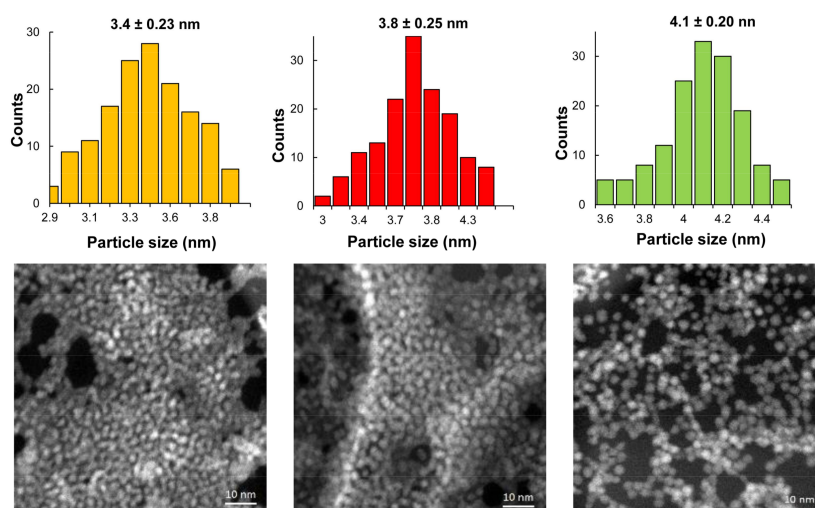 3.4 ± 0.23 nm
30
20
10
0
Counts
2.9 3.1 3.3 3.6 3.8
Particle size (nm)
3.8 ± 0.25 nm
30
20
10
0
Counts
3 3.4 3.7 3.8 4.3
Particle size (nm)
4.1 ± 0.20 nn
30
20
10
0
Counts
3.6 3.8 4 4.2 4.4
Particle size (nm)
10 nm
10 nm
10 nm